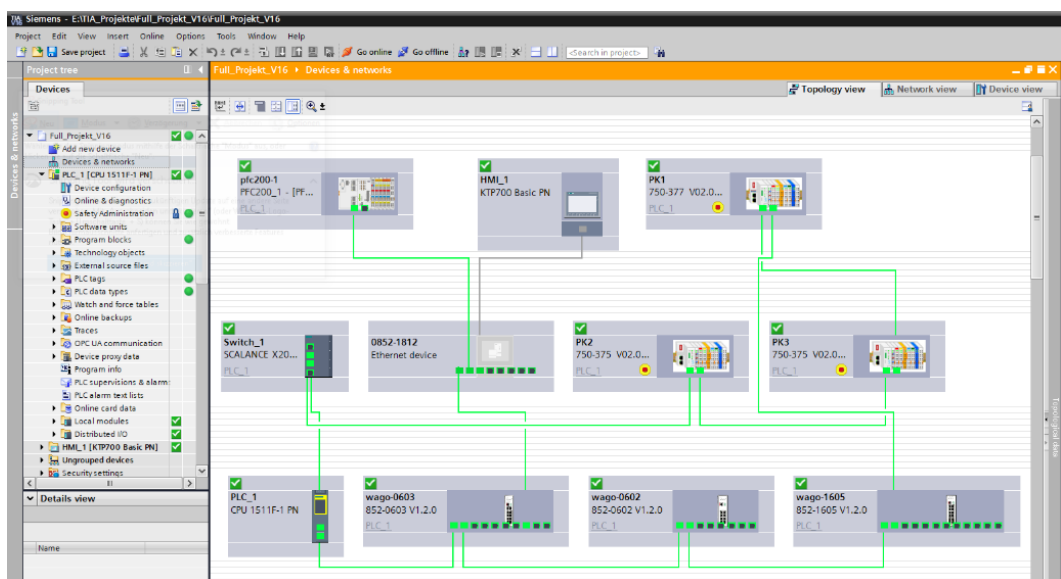 Siemens - E:\TIA_Projekte\Full_Projekt_V16\Full_Projekt_V16
Project Edit View Insert Online Options Tools Window Help
Save project Go online Go offline <Search in project>
Project tree
Full_Projekt_V16 ▸ Devices & networks
Devices
Topology view Network view Device view
Devices & networks
Full_Projekt_V16
Add new device
Devices & networks
PLC_1 [CPU 1511F-1 PN]
Device configuration
Online & diagnostics
Safety Administration
Software units
Program blocks
Technology objects
External source files
PLC tags
PLC data types
Watch and force tables
Online backups
Traces
OPC UA communication
Device proxy data
Program info
PLC supervisions & alarm:
PLC alarm text lists
Online card data
Local modules
Distributed I/O
HMI_1 [KTP700 Basic PN]
Ungrouped devices
Security settings
Details view
Name
pfc200-1
PFC200_1 - [PF...
PLC_1
HMI_1
KTP700 Basic PN
PK1
750-377 V02.0...
PLC_1
Switch_1
SCALANCE X20...
PLC_1
0852-1812
Ethernet device
PK2
750-375 V02.0...
PLC_1
PK3
750-375 V02.0...
PLC_1
PLC_1
CPU 1511F-1 PN
wago-0603
852-0603 V1.2.0
PLC_1
wago-0602
852-0602 V1.2.0
PLC_1
wago-1605
852-1605 V1.2.0
PLC_1
Topological data